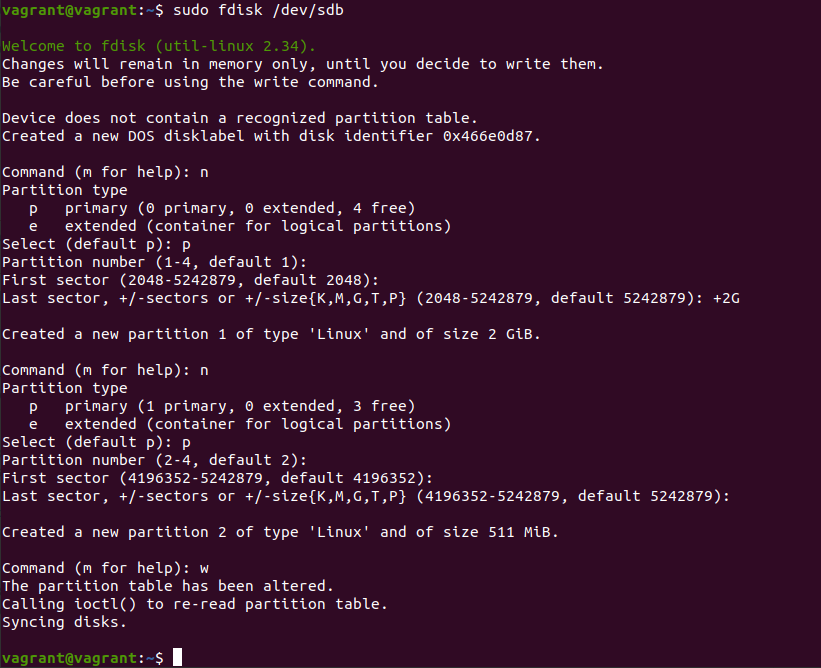 vagrant@vagrant:~$ sudo fdisk /dev/sdb
Welcome to fdisk (util-linux 2.34).
Changes will remain in memory only, until you decide to write them.
Be careful before using the write command.
Device does not contain a recognized partition table.
Created a new DOS disklabel with disk identifier 0x466e0d87.
Command (m for help): n
Partition type
   p   primary (0 primary, 0 extended, 4 free)
   e   extended (container for logical partitions)
Select (default p): p
Partition number (1-4, default 1):
First sector (2048-5242879, default 2048):
Last sector, +/-sectors or +/-size{K,M,G,T,P} (2048-5242879, default 5242879): +2G
Created a new partition 1 of type 'Linux' and of size 2 GiB.
Command (m for help): n
Partition type
   p   primary (1 primary, 0 extended, 3 free)
   e   extended (container for logical partitions)
Select (default p): p
Partition number (2-4, default 2):
First sector (4196352-5242879, default 4196352):
Last sector, +/-sectors or +/-size{K,M,G,T,P} (4196352-5242879, default 5242879):
Created a new partition 2 of type 'Linux' and of size 511 MiB.
Command (m for help): w
The partition table has been altered.
Calling ioctl() to re-read partition table.
Syncing disks.
vagrant@vagrant:~$